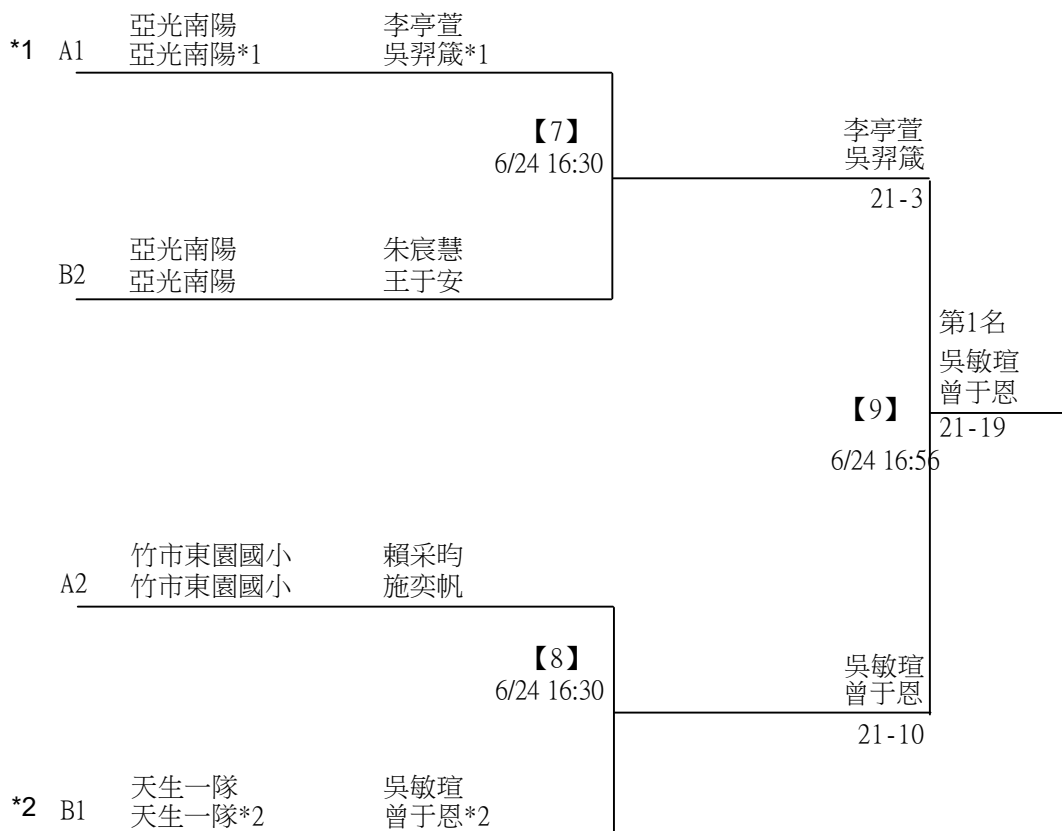 亞光南陽 李亭萱
*1 A1 亞光南陽*1 吳羿箴*1
【7】 李亭萱
6/24 16:30 吳羿箴
21-3
亞光南陽 朱宸慧
B2 亞光南陽 王于安
第1名
吳敏瑄
曾于恩
【9】
21-19
6/24 16:56
竹市東園國小 賴采昀
A2 竹市東園國小 施奕帆
【8】 吳敏瑄
6/24 16:30 曾于恩
21-10
天生一隊 吳敏瑄
*2 B1 天生一隊*2 曾于恩*2